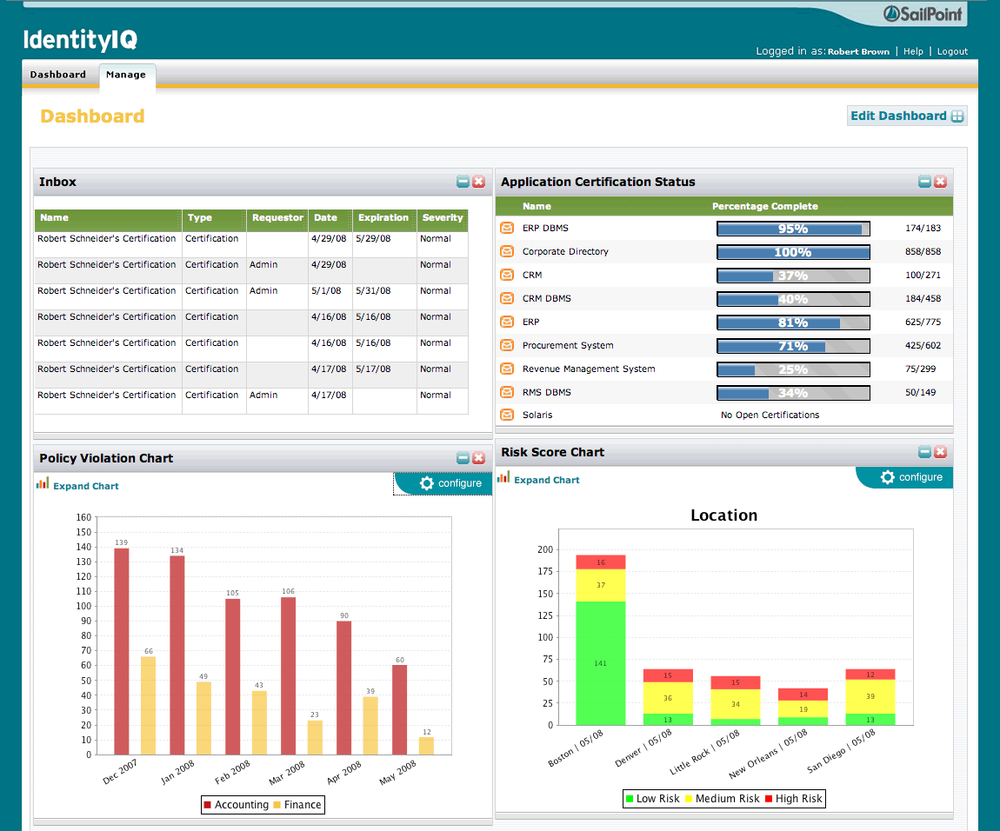 SailPoint
IdentityIQ
Logged in as: Robert Brown | Help | Logout
Dashboard Manage
Dashboard
Edit Dashboard
Inbox
Name Type Requestor Date Expiration Severity
Robert Schneider's Certification Certification 4/29/08 5/29/08 Normal
Robert Schneider's Certification Certification Admin 4/29/08 Normal
Robert Schneider's Certification Certification Admin 5/1/08 5/31/08 Normal
Robert Schneider's Certification Certification 4/16/08 5/16/08 Normal
Robert Schneider's Certification Certification 4/16/08 5/16/08 Normal
Robert Schneider's Certification Certification 4/17/08 5/17/08 Normal
Robert Schneider's Certification Certification Admin 4/17/08 Normal
Application Certification Status
Name Percentage Complete
ERP DBMS 95% 174/183
Corporate Directory 100% 858/858
CRM 37% 100/271
CRM DBMS 40% 184/458
ERP 81% 625/775
Procurement System 71% 425/602
Revenue Management System 25% 75/299
RMS DBMS 34% 50/149
Solaris No Open Certifications
Policy Violation Chart
Expand Chart configure
160
150
140
130
120
110
100
90
80
70
60
50
40
30
20
10
0
139 66 134 49 105 43 106 23 90 39 60 12
Dec 2007 Jan 2008 Feb 2008 Mar 2008 Apr 2008 May 2008
Accounting Finance
Risk Score Chart
Expand Chart configure
Location
200
175
150
125
100
75
50
25
0
16 15 15 14 12
37 36 34 19 39
141 13 13
Boston | 05/08 Denver | 05/08 Little Rock | 05/08 New Orleans | 05/08 San Diego | 05/08
Low Risk Medium Risk High Risk